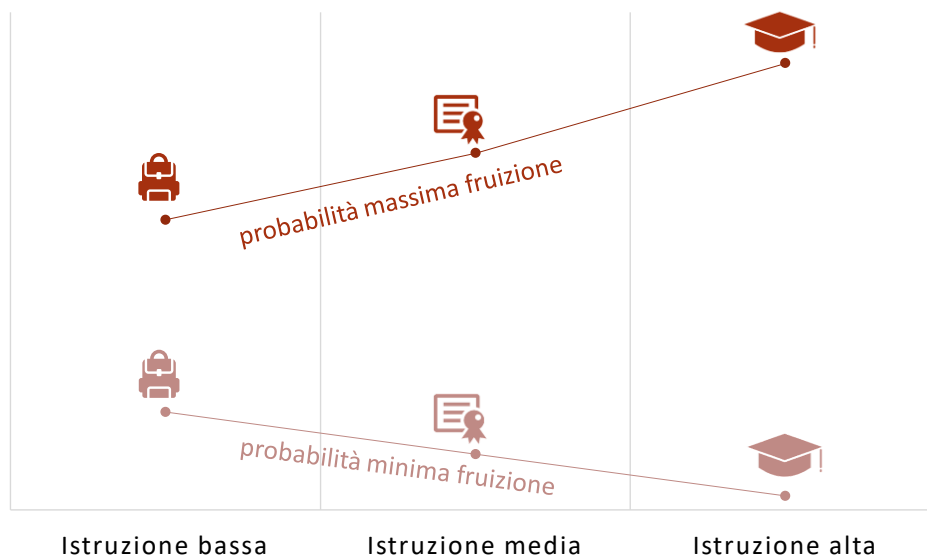 probabilità massima fruizione
probabilità minima fruizione
Istruzione bassa
Istruzione media
Istruzione alta